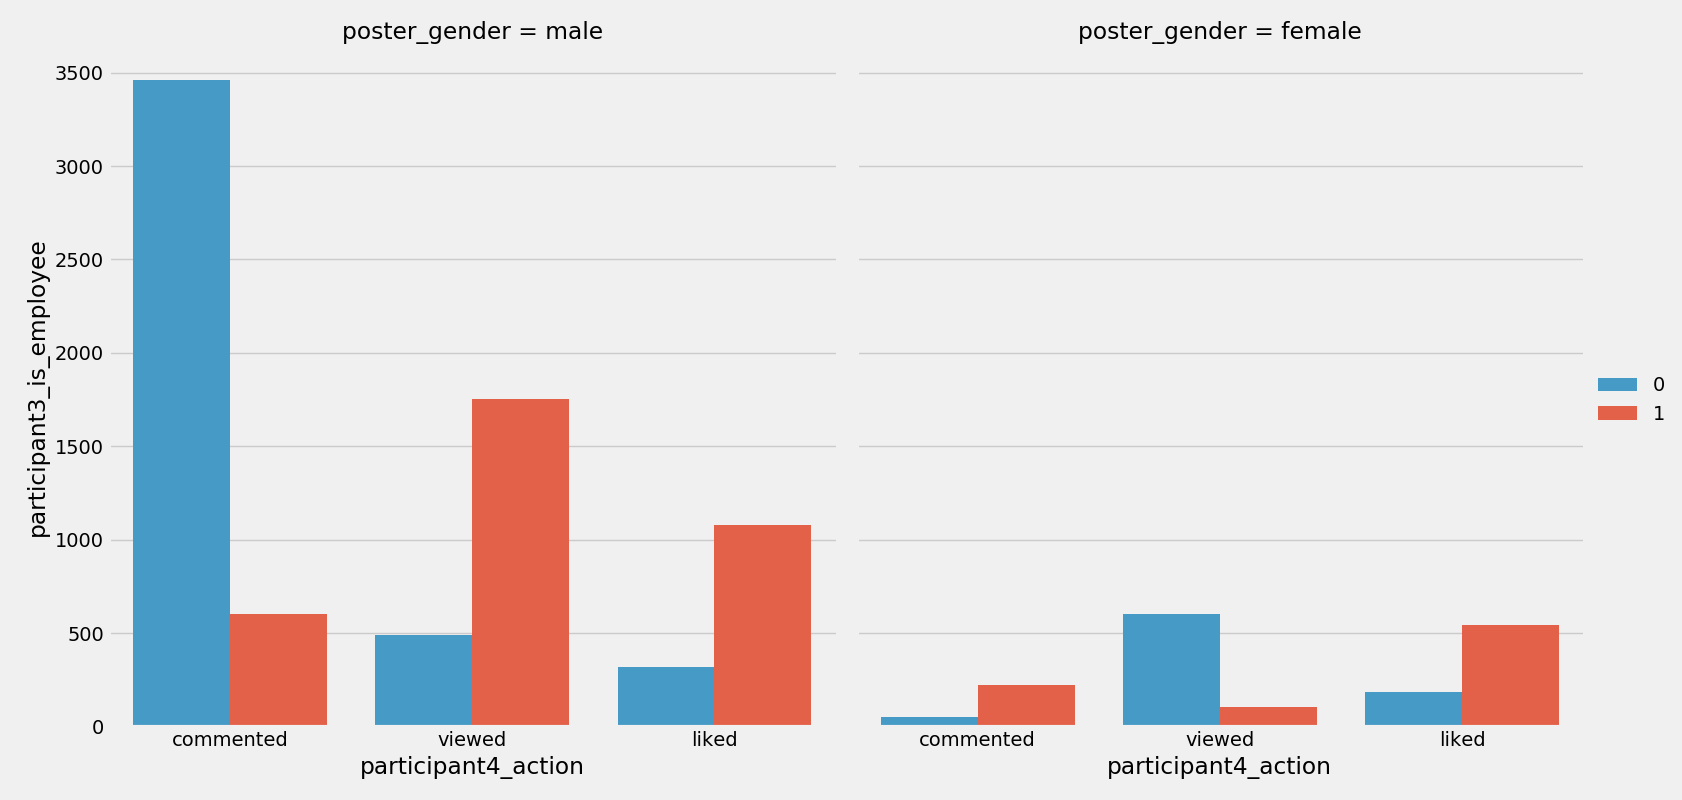 poster_gender = male
poster_gender = female
participant3_is_employee
3500
3000
2500
2000
1500
1000
500
0
commented viewed liked
commented viewed liked
participant4_action
participant4_action
0
1